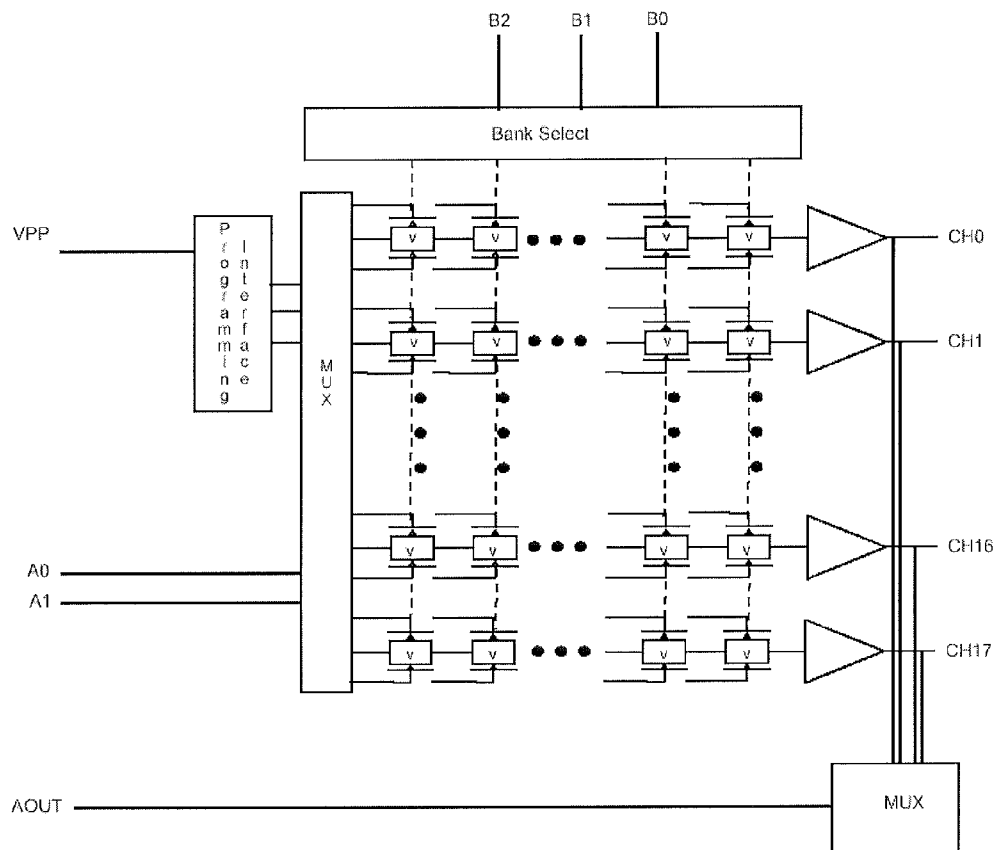 B2 B1 B0
Bank Select
VPP
Programming
Interface
MUX
V V V V
CH0
V V V V
CH1
A0
V V V V
CH16
A1
V V V V
CH17
AOUT
MUX